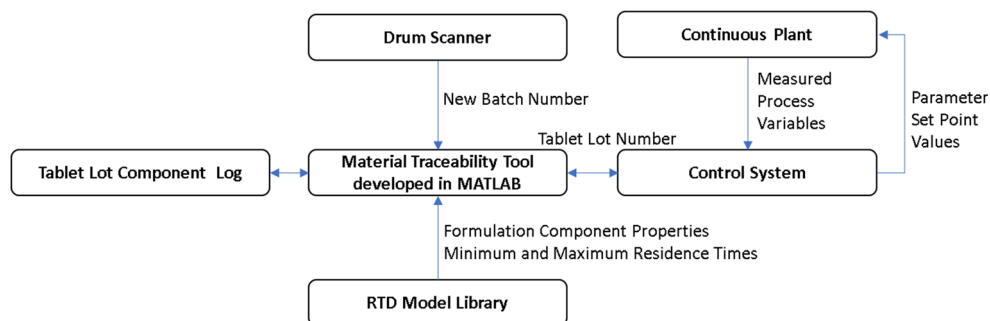 Drum Scanner
Continuous Plant
New Batch Number
Measured
Process
Variables
Parameter
Set Point
Values
Tablet Lot Number
Tablet Lot Component Log
Material Traceability Tool
developed in MATLAB
Control System
Formulation Component Properties
Minimum and Maximum Residence Times
RTD Model Library